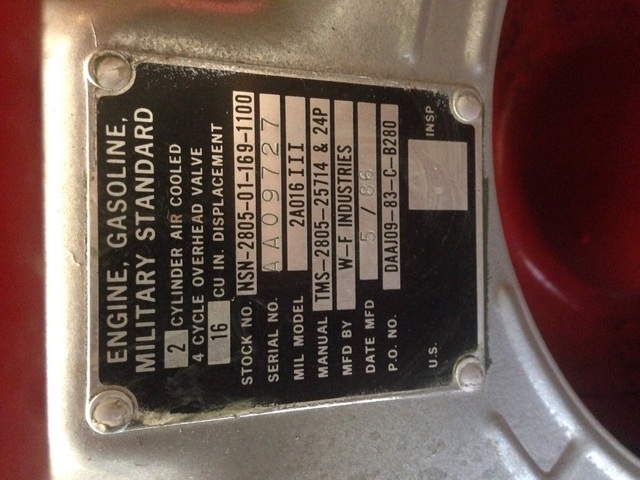 ENGINE, GASOLINE,
MILITARY STANDARD
2 CYLINDER AIR COOLED
4 CYCLE OVERHEAD VALVE
16 CU IN. DISPLACEMENT
STOCK NO. NSN-2805-01-169-1100
SERIAL NO. AA09727
MIL MODEL 2A016 III
MANUAL TMS-2805-25714 & 24P
MFD BY W-F INDUSTRIES
DATE MFD 5/86
P.O. NO. DAAJ09-83-C-B280
U.S. INSP